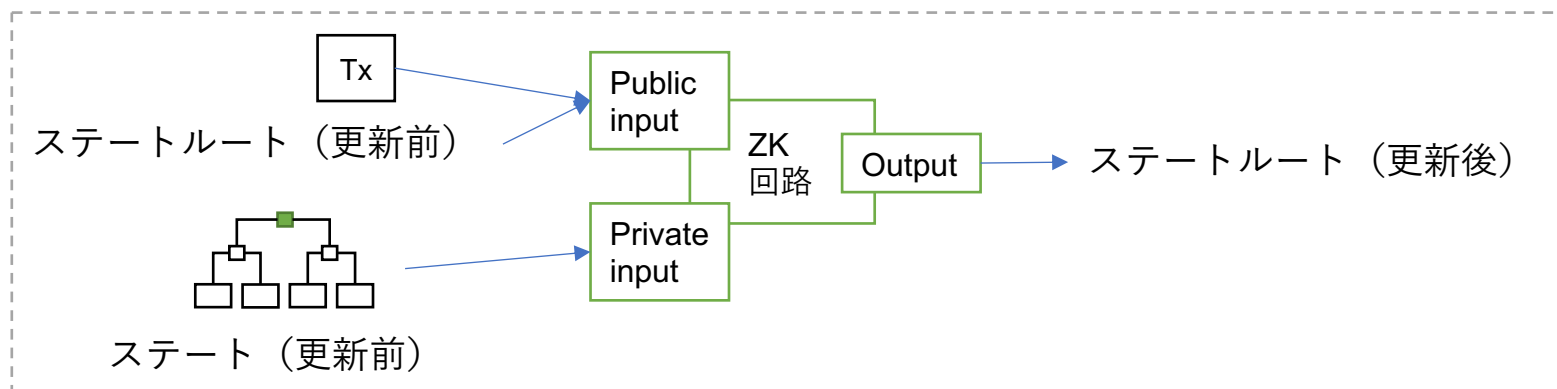 Tx
ステートルート（更新前）
Public
input
ZK
回路
Output
ステートルート（更新後）
Private
input
ステート（更新前）